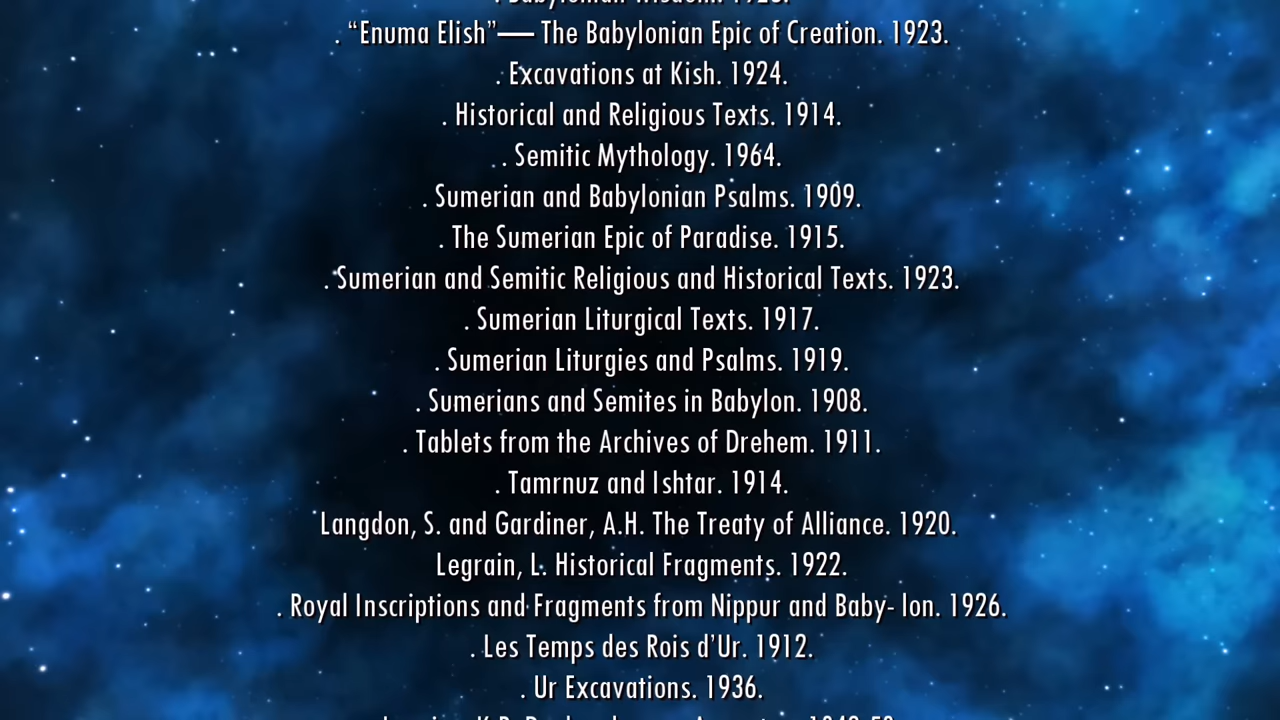 . “Enuma Elish”—— The Babylonian Epic of Creation. 1923.
. Excavations at Kish. 1924.
. Historical and Religious Texts. 1914.
. . Semitic Mythology. 1964.
. Sumerian and Babylonian Psalms. 1909.
. The Sumerian Epic of Paradise. 1915.
. Sumerian and Semitic Religious and Historical Texts. 1923.
. Sumerian Liturgical Texts. 1917.
. Sumerian Liturgies and Psalms. 1919.
. Sumerians and Semites in Babylon. 1908.
. Tablets from the Archives of Drehem. 1911.
. Tamrnuz and Ishtar. 1914.
Langdon, S. and Gardiner, A.H. The Treaty of Alliance. 1920.
Legrain, L. Historical Fragments. 1922.
. Royal Inscriptions and Fragments from Nippur and Baby- lon. 1926.
. Les Temps des Rois d’Ur. 1912.
. Ur Excavations. 1936.